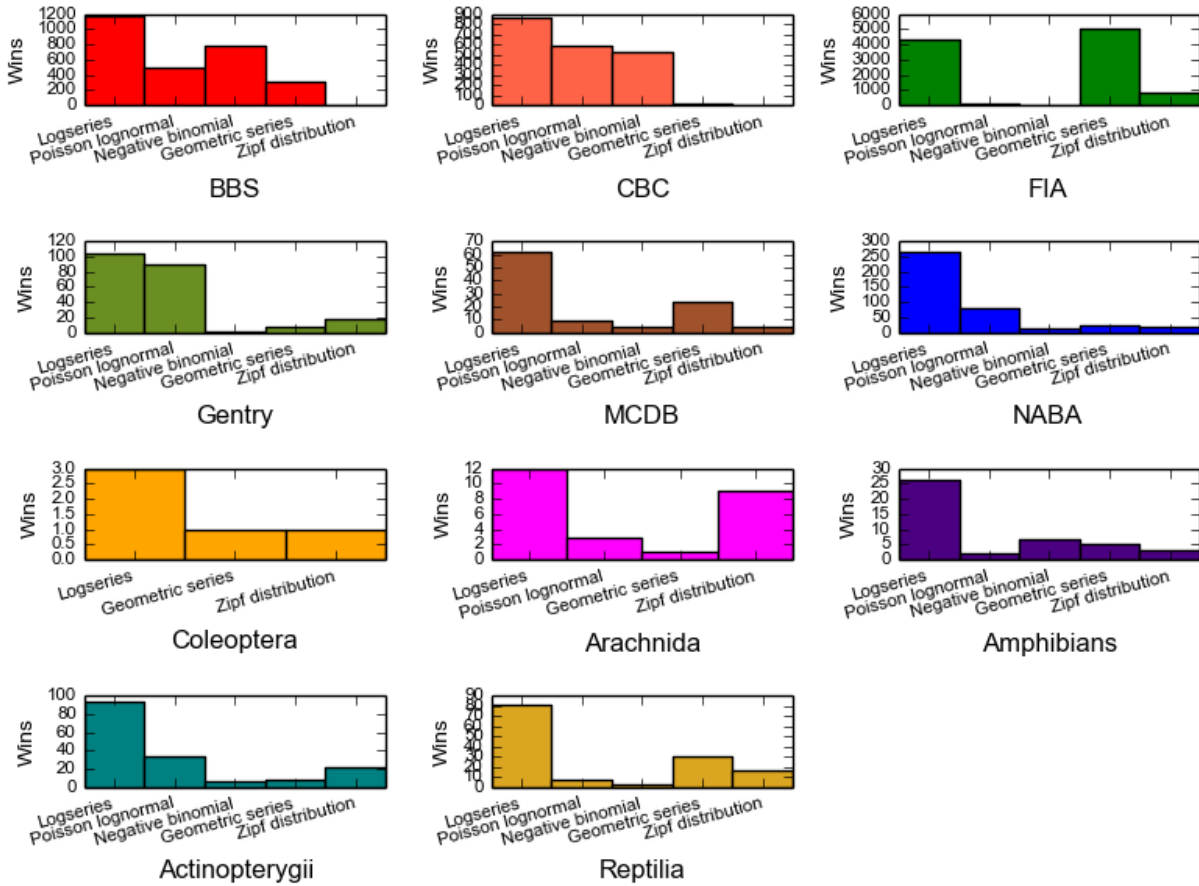 Wins
1200
1000
800
600
400
200
0
Logseries
Poisson lognormal
Negative binomial
Geometric series
Zipf distribution
BBS
Wins
900
800
700
600
500
400
300
200
100
0
Logseries
Poisson lognormal
Negative binomial
Geometric series
Zipf distribution
CBC
Wins
6000
5000
4000
3000
2000
1000
0
Logseries
Poisson lognormal
Negative binomial
Geometric series
Zipf distribution
FIA
Wins
120
100
80
60
40
20
0
Logseries
Poisson lognormal
Negative binomial
Geometric series
Zipf distribution
Gentry
Wins
70
60
50
40
30
20
10
0
Logseries
Poisson lognormal
Negative binomial
Geometric series
Zipf distribution
MCDB
Wins
300
250
200
150
100
50
0
Logseries
Poisson lognormal
Negative binomial
Geometric series
Zipf distribution
NABA
Wins
3.0
2.5
2.0
1.5
1.0
0.5
0.0
Logseries
Geometric series
Zipf distribution
Coleoptera
Wins
12
10
8
6
4
2
0
Logseries
Poisson lognormal
Geometric series
Zipf distribution
Arachnida
Wins
30
25
20
15
10
5
0
Logseries
Poisson lognormal
Negative binomial
Geometric series
Zipf distribution
Amphibians
Wins
100
80
60
40
20
0
Logseries
Poisson lognormal
Negative binomial
Geometric series
Zipf distribution
Actinopterygii
Wins
90
80
70
60
50
40
30
20
10
0
Logseries
Poisson lognormal
Negative binomial
Geometric series
Zipf distribution
Reptilia